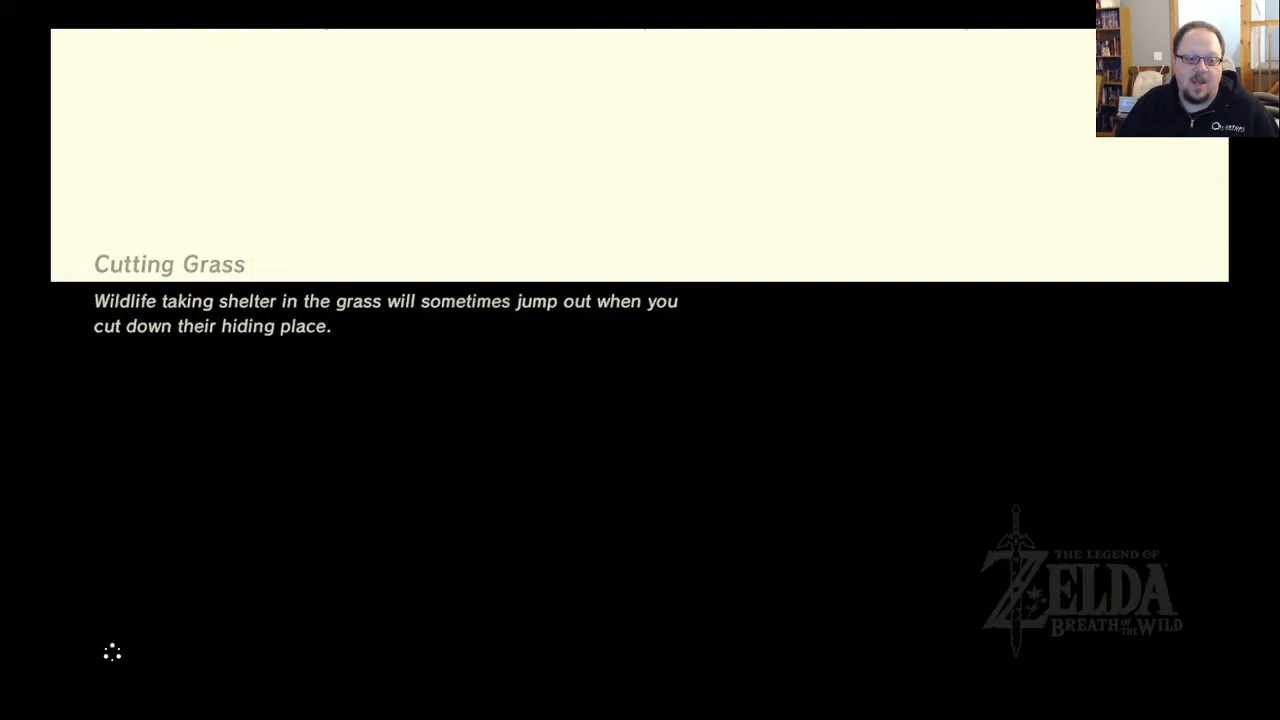 Cutting Grass
Wildlife taking shelter in the grass will sometimes jump out when you
cut down their hiding place.
THE LEGEND OF
ZELDA
BREATH OF THE WILD